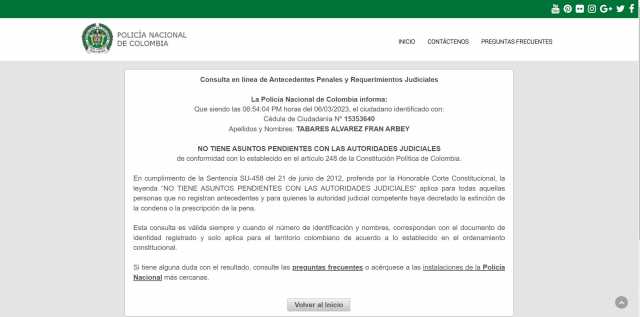 POLICÍA NACIONAL
DE COLOMBIA
INICIO CONTÁCTENOS PREGUNTAS FRECUENTES
Consulta en línea de Antecedentes Penales y Requerimientos Judiciales
La Policía Nacional de Colombia informa:
Que siendo las 06:54:04 PM horas del 06/03/2023, el ciudadano identificado con:
Cédula de Ciudadanía Nº 15353640
Apellidos y Nombres: TABARES ALVAREZ FRAN ARBEY
NO TIENE ASUNTOS PENDIENTES CON LAS AUTORIDADES JUDICIALES
de conformidad con lo establecido en el artículo 248 de la Constitución Política de Colombia.
En cumplimiento de la Sentencia SU-458 del 21 de junio de 2012, proferida por la Honorable Corte Constitucional, la
leyenda “NO TIENE ASUNTOS PENDIENTES CON LAS AUTORIDADES JUDICIALES” aplica para todas aquellas
personas que no registran antecedentes y para quienes la autoridad judicial competente haya decretado la extinción de
la condena o la prescripción de la pena.
Esta consulta es válida siempre y cuando el número de identificación y nombres, correspondan con el documento de
identidad registrado y solo aplica para el territorio colombiano de acuerdo a lo establecido en el ordenamiento
constitucional.
Si tiene alguna duda con el resultado, consulte las preguntas frecuentes o acérquese a las instalaciones de la Policía
Nacional más cercanas.
Volver al Inicio